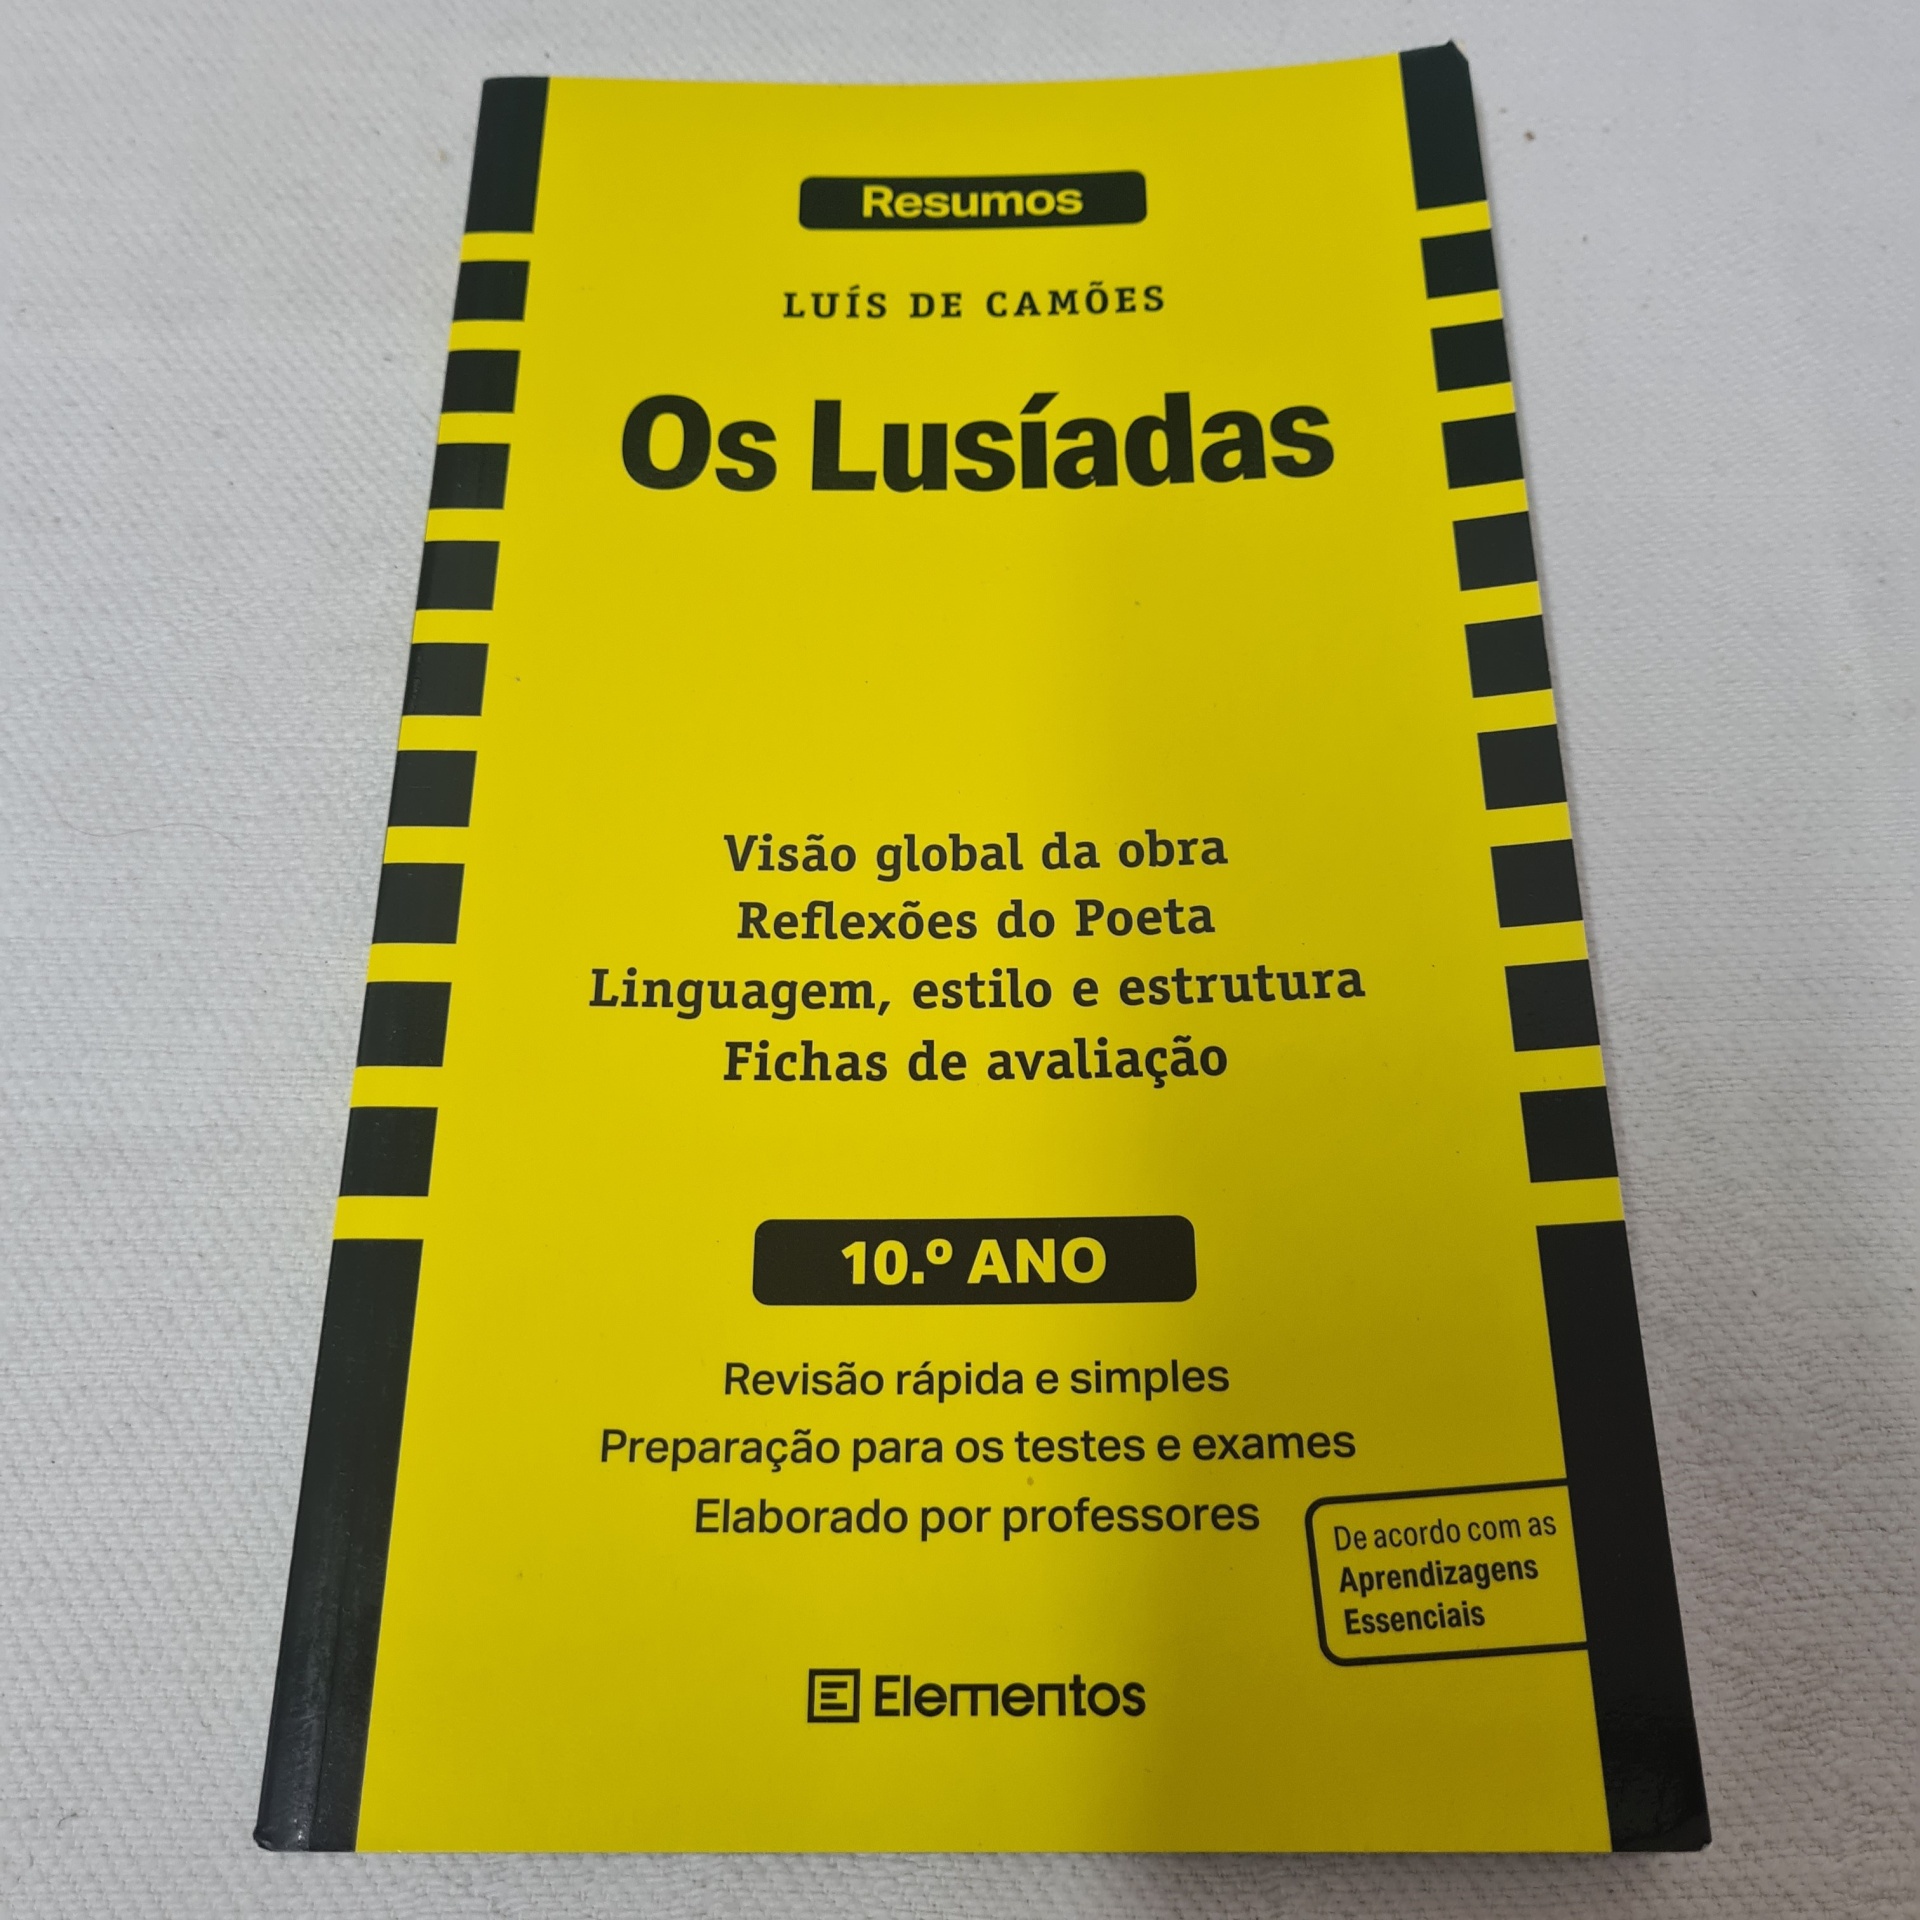 Resumos
LUÍS DE CAMÕES
Os Lusíadas
Visão global da obra
Reflexões do Poeta
Linguagem, estilo e estrutura
Fichas de avaliação
10.º ANO
Revisão rápida e simples
Preparação para os testes e exames
Elaborado por professores
De acordo com as
Aprendizagens
Essenciais
E Elementos